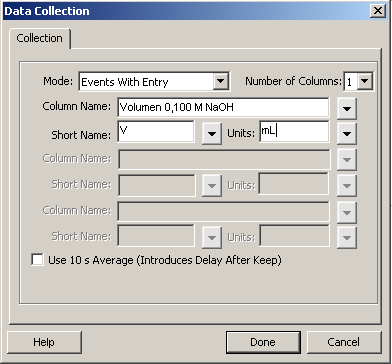 Data Collection
Collection
Mode: Events With Entry Number of Columns: 1
Column Name: Volumen 0,100 M NaOH
Short Name: V Units: mL
Column Name:
Short Name: Units:
Column Name:
Short Name: Units:
Use 10 s Average (Introduces Delay After Keep)
Help Done Cancel